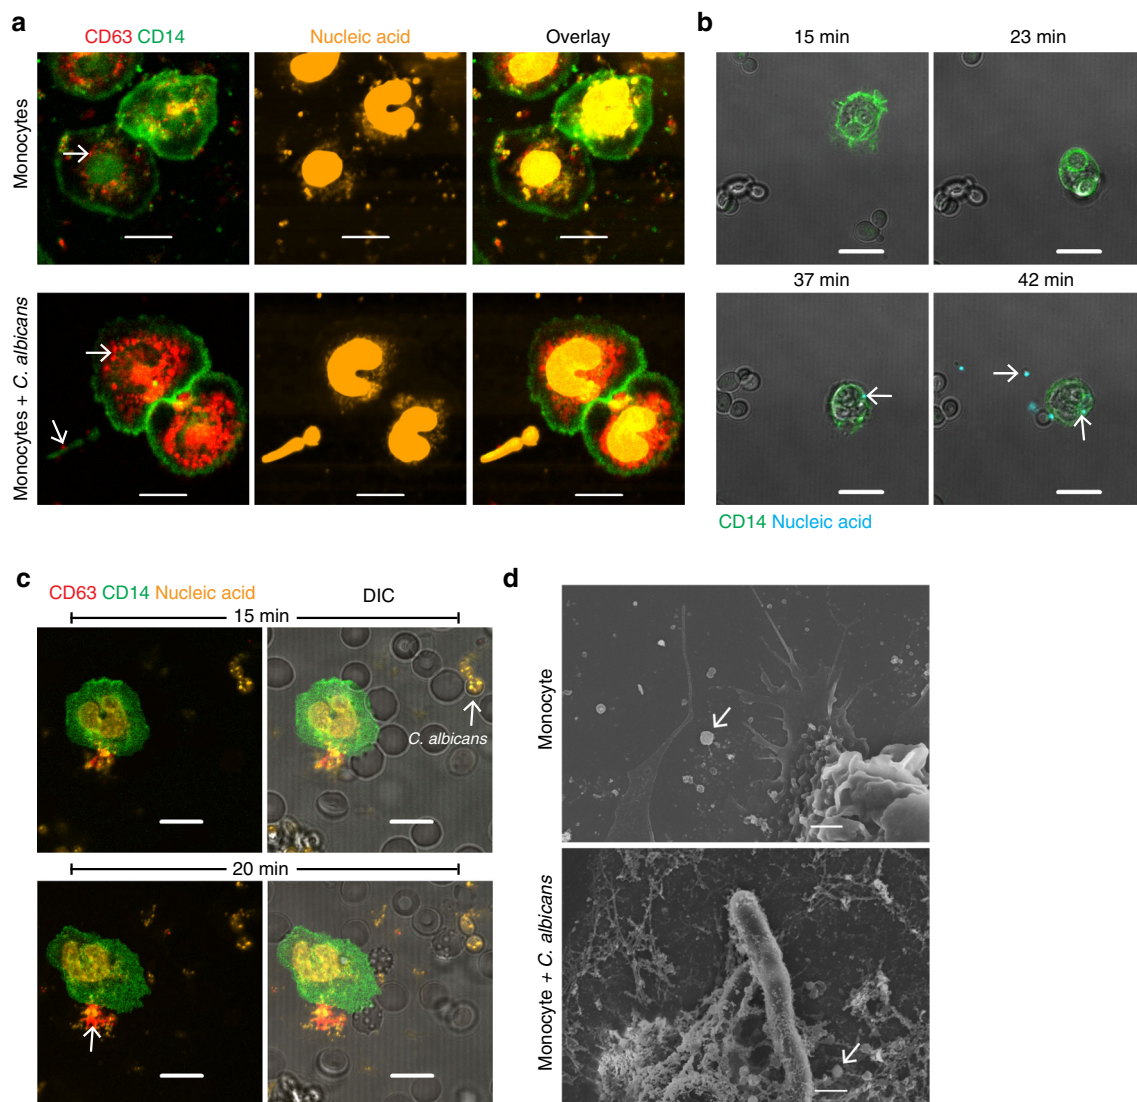 a
CD63 CD14
Nucleic acid
Overlay
Monocytes
Monocytes + C. albicans
b
15 min
23 min
37 min
42 min
CD14 Nucleic acid
c
CD63 CD14 Nucleic acid
DIC
15 min
C. albicans
20 min
d
Monocyte
Monocyte + C. albicans